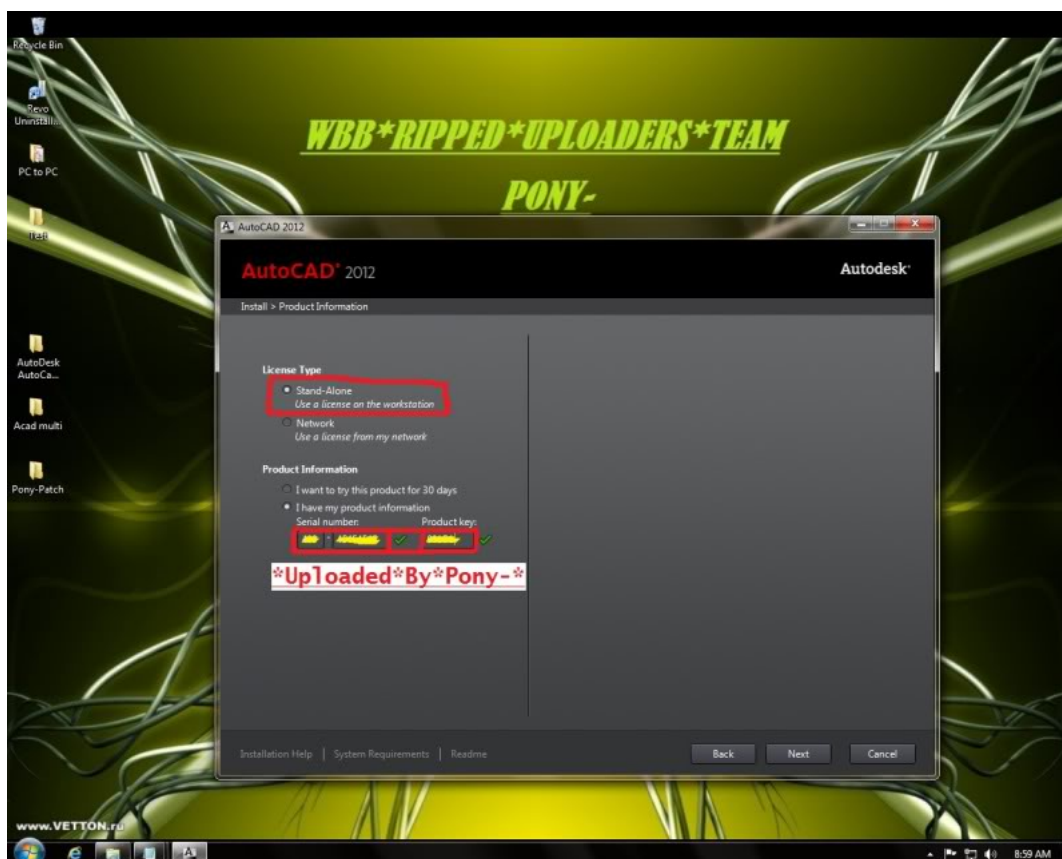 Recycle Bin
WBB*RIPPED*UPLOADERS*TEAM
PONY-
Revo
Uninstall...
PC to PC
AutoDesk
AutoCa...
Acad multi
Pony-Patch
AutoCAD 2012
AutoCAD 2012
Autodesk
Install > Product Information
License Type
Stand-Alone
Use a license on the workstation
Network
Use a license from my network
Product Information
I want to try this product for 30 days
I have my product information
Serial number:
Product key:
*Uploaded*By*Pony-*
Installation Help | System Requirements | Readme
Back
Next
Cancel
www.VETTON.ru
8:59 AM